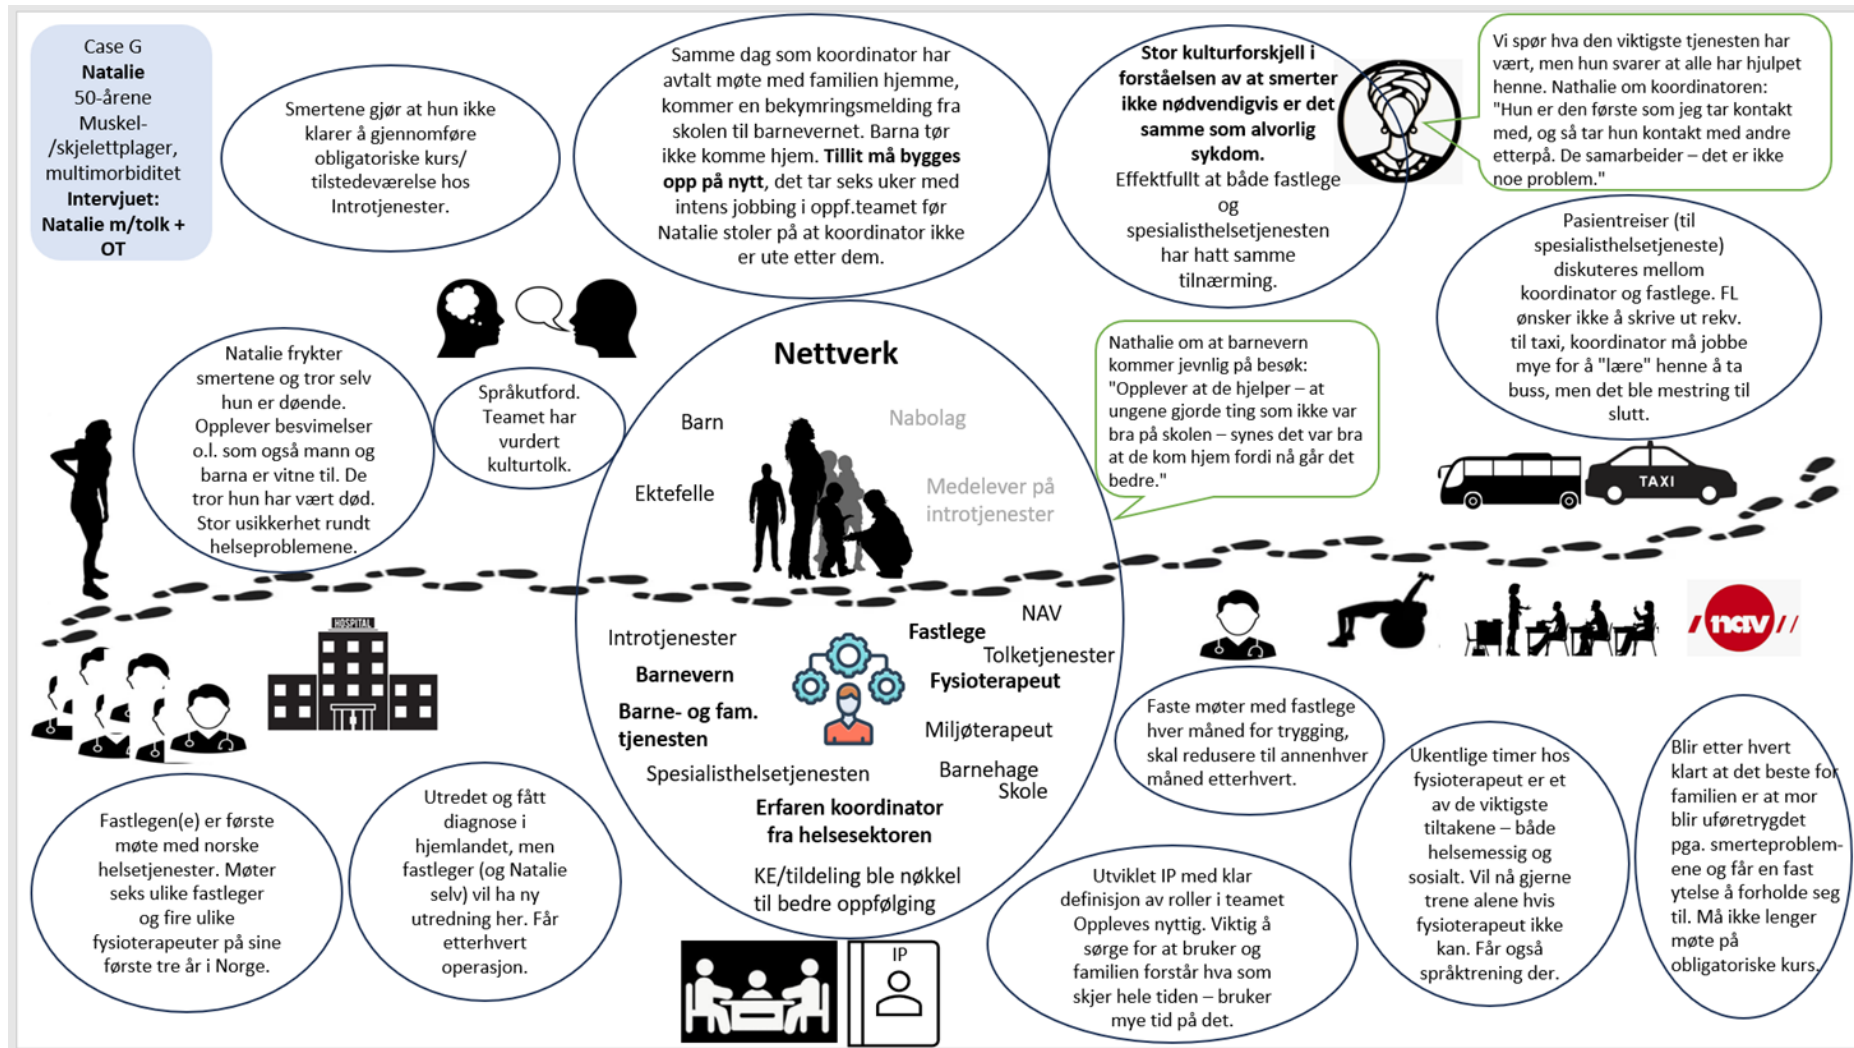 Case G
Natalie
50-årene
Muskel-
/skjelettplager,
multimorbiditet
Intervjuet:
Natalie m/tolk +
OT
Smertene gjør at hun ikke
klarer å gjennomføre
obligatoriske kurs/
tilstedeværelse hos
Introtjenester.
Samme dag som koordinator har
avtalt møte med familien hjemme,
kommer en bekymringsmelding fra
skolen til barnevernet. Barna tør
ikke komme hjem. Tillit må bygges
opp på nytt, det tar seks uker med
intens jobbing i oppf.teamet før
Natalie stoler på at koordinator ikke
er ute etter dem.
Stor kulturforskjell i
forståelsen av at smerter
ikke nødvendigvis er det
samme som alvorlig
sykdom.
Effektfullt at både fastlege
og
spesialisthelsetjenesten
har hatt samme
tilnærming.
Vi spør hva den viktigste tjenesten har
vært, men hun svarer at alle har hjulpet
henne. Nathalie om koordinatoren:
"Hun er den første som jeg tar kontakt
med, og så tar hun kontakt med andre
etterpå. De samarbeider – det er ikke
noe problem."
Pasientreiser (til
spesialisthelsetjeneste)
diskuteres mellom
koordinator og fastlege. FL
ønsker ikke å skrive ut rekv.
til taxi, koordinator må jobbe
mye for å "lære" henne å ta
buss, men det ble mestring til
slutt.
TAXI
Natalie frykter
smertene og tror selv
hun er døende.
Opplever besvimelser
o.l. som også mann og
barna er vitne til. De
tror hun har vært død.
Stor usikkerhet rundt
helseproblemene.
Språkutford.
Teamet har
vurdert
kulturtolk.
Nettverk
Barn
Nabolag
Ektefelle
Medelever på
introtjenester
Nathalie om at barnevern
kommer jevnlig på besøk:
"Opplever at de hjelper – at
ungene gjorde ting som ikke var
bra på skolen – synes det var bra
at de kom hjem fordi nå går det
bedre."
HOSPITAL
NAV
Introtjenester
Fastlege
Tolketjenester
Barnevern
Fysioterapeut
Barne- og fam.
tjenesten
Miljøterapeut
Spesialisthelsetjenesten
Barnehage
Skole
Erfaren koordinator
fra helsesektoren
KE/tildeling ble nøkkel
til bedre oppfølging
nav
Fastlegen(e) er første
møte med norske
helsetjenester. Møter
seks ulike fastleger
og fire ulike
fysioterapeuter på sine
første tre år i Norge.
Utredet og fått
diagnose i
hjemlandet, men
fastleger (og Natalie
selv) vil ha ny
utredning her. Får
etterhvert
operasjon.
IP
Faste møter med fastlege
hver måned for trygging,
skal redusere til annenhver
måned etterhvert.
Utviklet IP med klar
definisjon av roller i teamet
Oppleves nyttig. Viktig å
sørge for at bruker og
familien forstår hva som
skjer hele tiden – bruker
mye tid på det.
Ukentlige timer hos
fysioterapeut er et
av de viktigste
tiltakene – både
helsemessig og
sosialt. Vil nå gjerne
trene alene hvis
fysioterapeut ikke
kan. Får også
språktrening der.
Blir etter hvert
klart at det beste for
familien er at mor
blir uføretrygdet
pga. smerteproblem-
ene og får en fast
ytelse å forholde seg
til. Må ikke lenger
møte på
obligatoriske kurs.